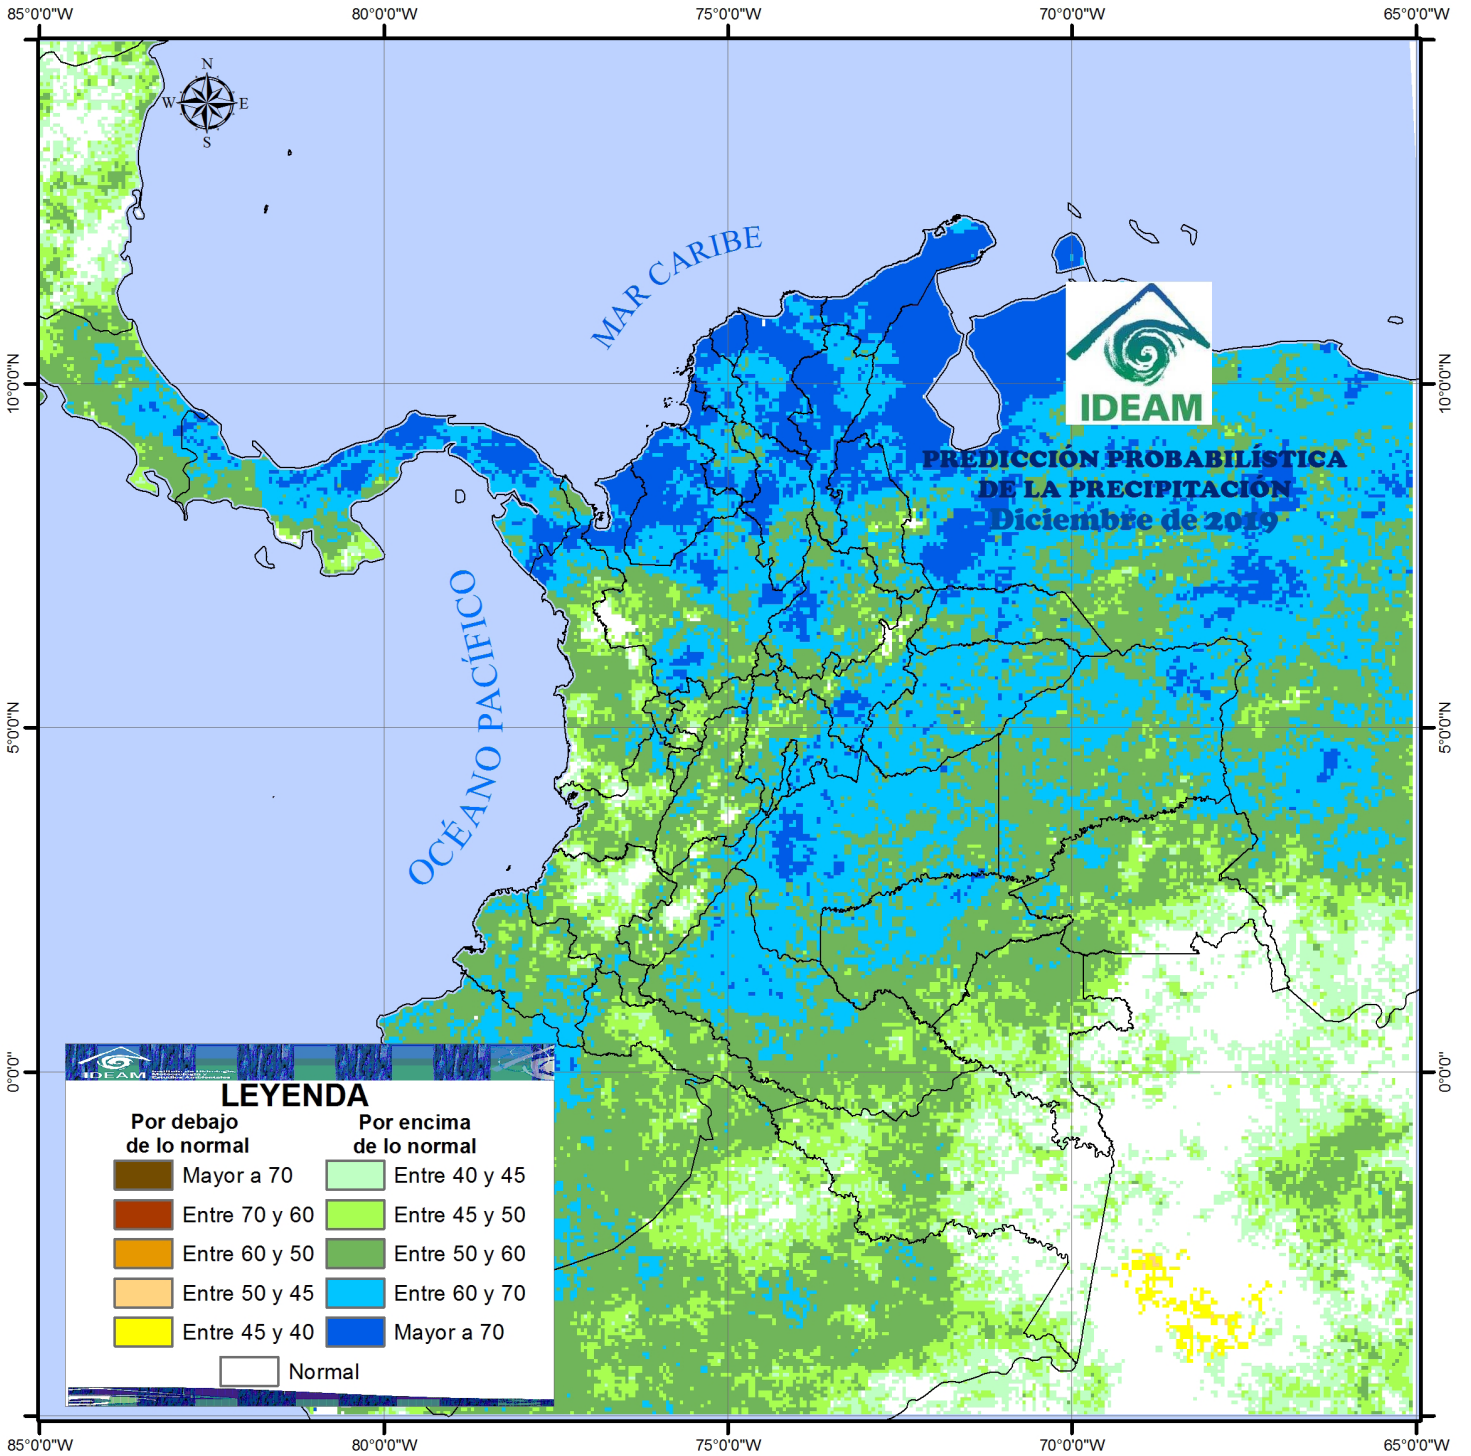 85°0'0"W 80°0'0"W 75°0'0"W 70°0'0"W 65°0'0"W
N
W E
S
MAR CARIBE
10°0'0"N
10°0'0"N
IDEAM
PREDICCIÓN PROBABILÍSTICA
DE LA PRECIPITACIÓN
Diciembre de 2019
OCÉANO PACÍFICO
5°0'0"N
5°0'0"N
0°0'0"
0°0'0"
IDEAM
LEYENDA
Por debajo
de lo normal
Mayor a 70
Entre 70 y 60
Entre 60 y 50
Entre 50 y 45
Entre 45 y 40
Por encima
de lo normal
Entre 40 y 45
Entre 45 y 50
Entre 50 y 60
Entre 60 y 70
Mayor a 70
Normal
85°0'0"W 80°0'0"W 75°0'0"W 70°0'0"W 65°0'0"W